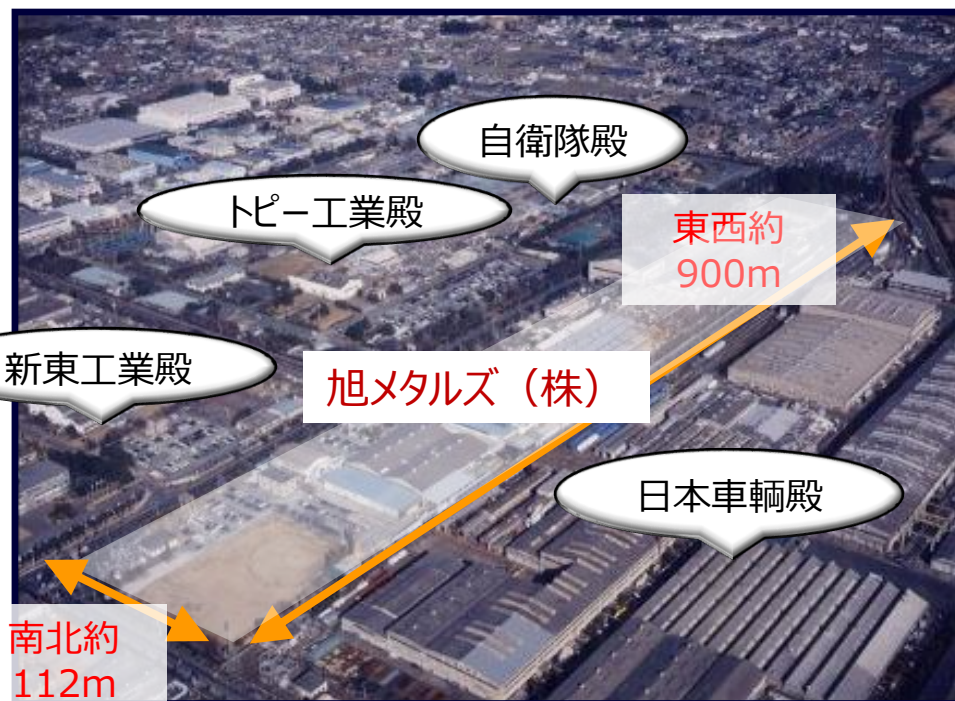 自衛隊殿
トピー工業殿
東西約
900m
新東工業殿
旭メタルズ（株）
日本車輌殿
南北約
112m